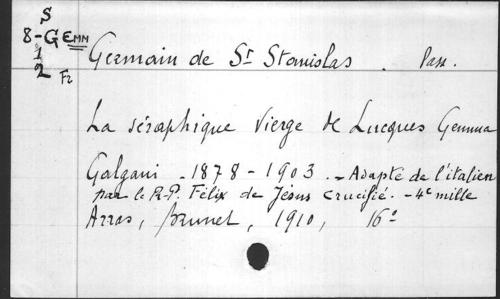 S
8-GEMM
1
2 Fr
Germain de St Stanislas . Pass.
La séraphique Vierge de Lucques Gemma
Galgani - 1878 - 1903. - Adapté de l'italien
par le R.P. Félix de Jésus Crucifié. - 4e mille
Arras, Brunet, 1910, 16°